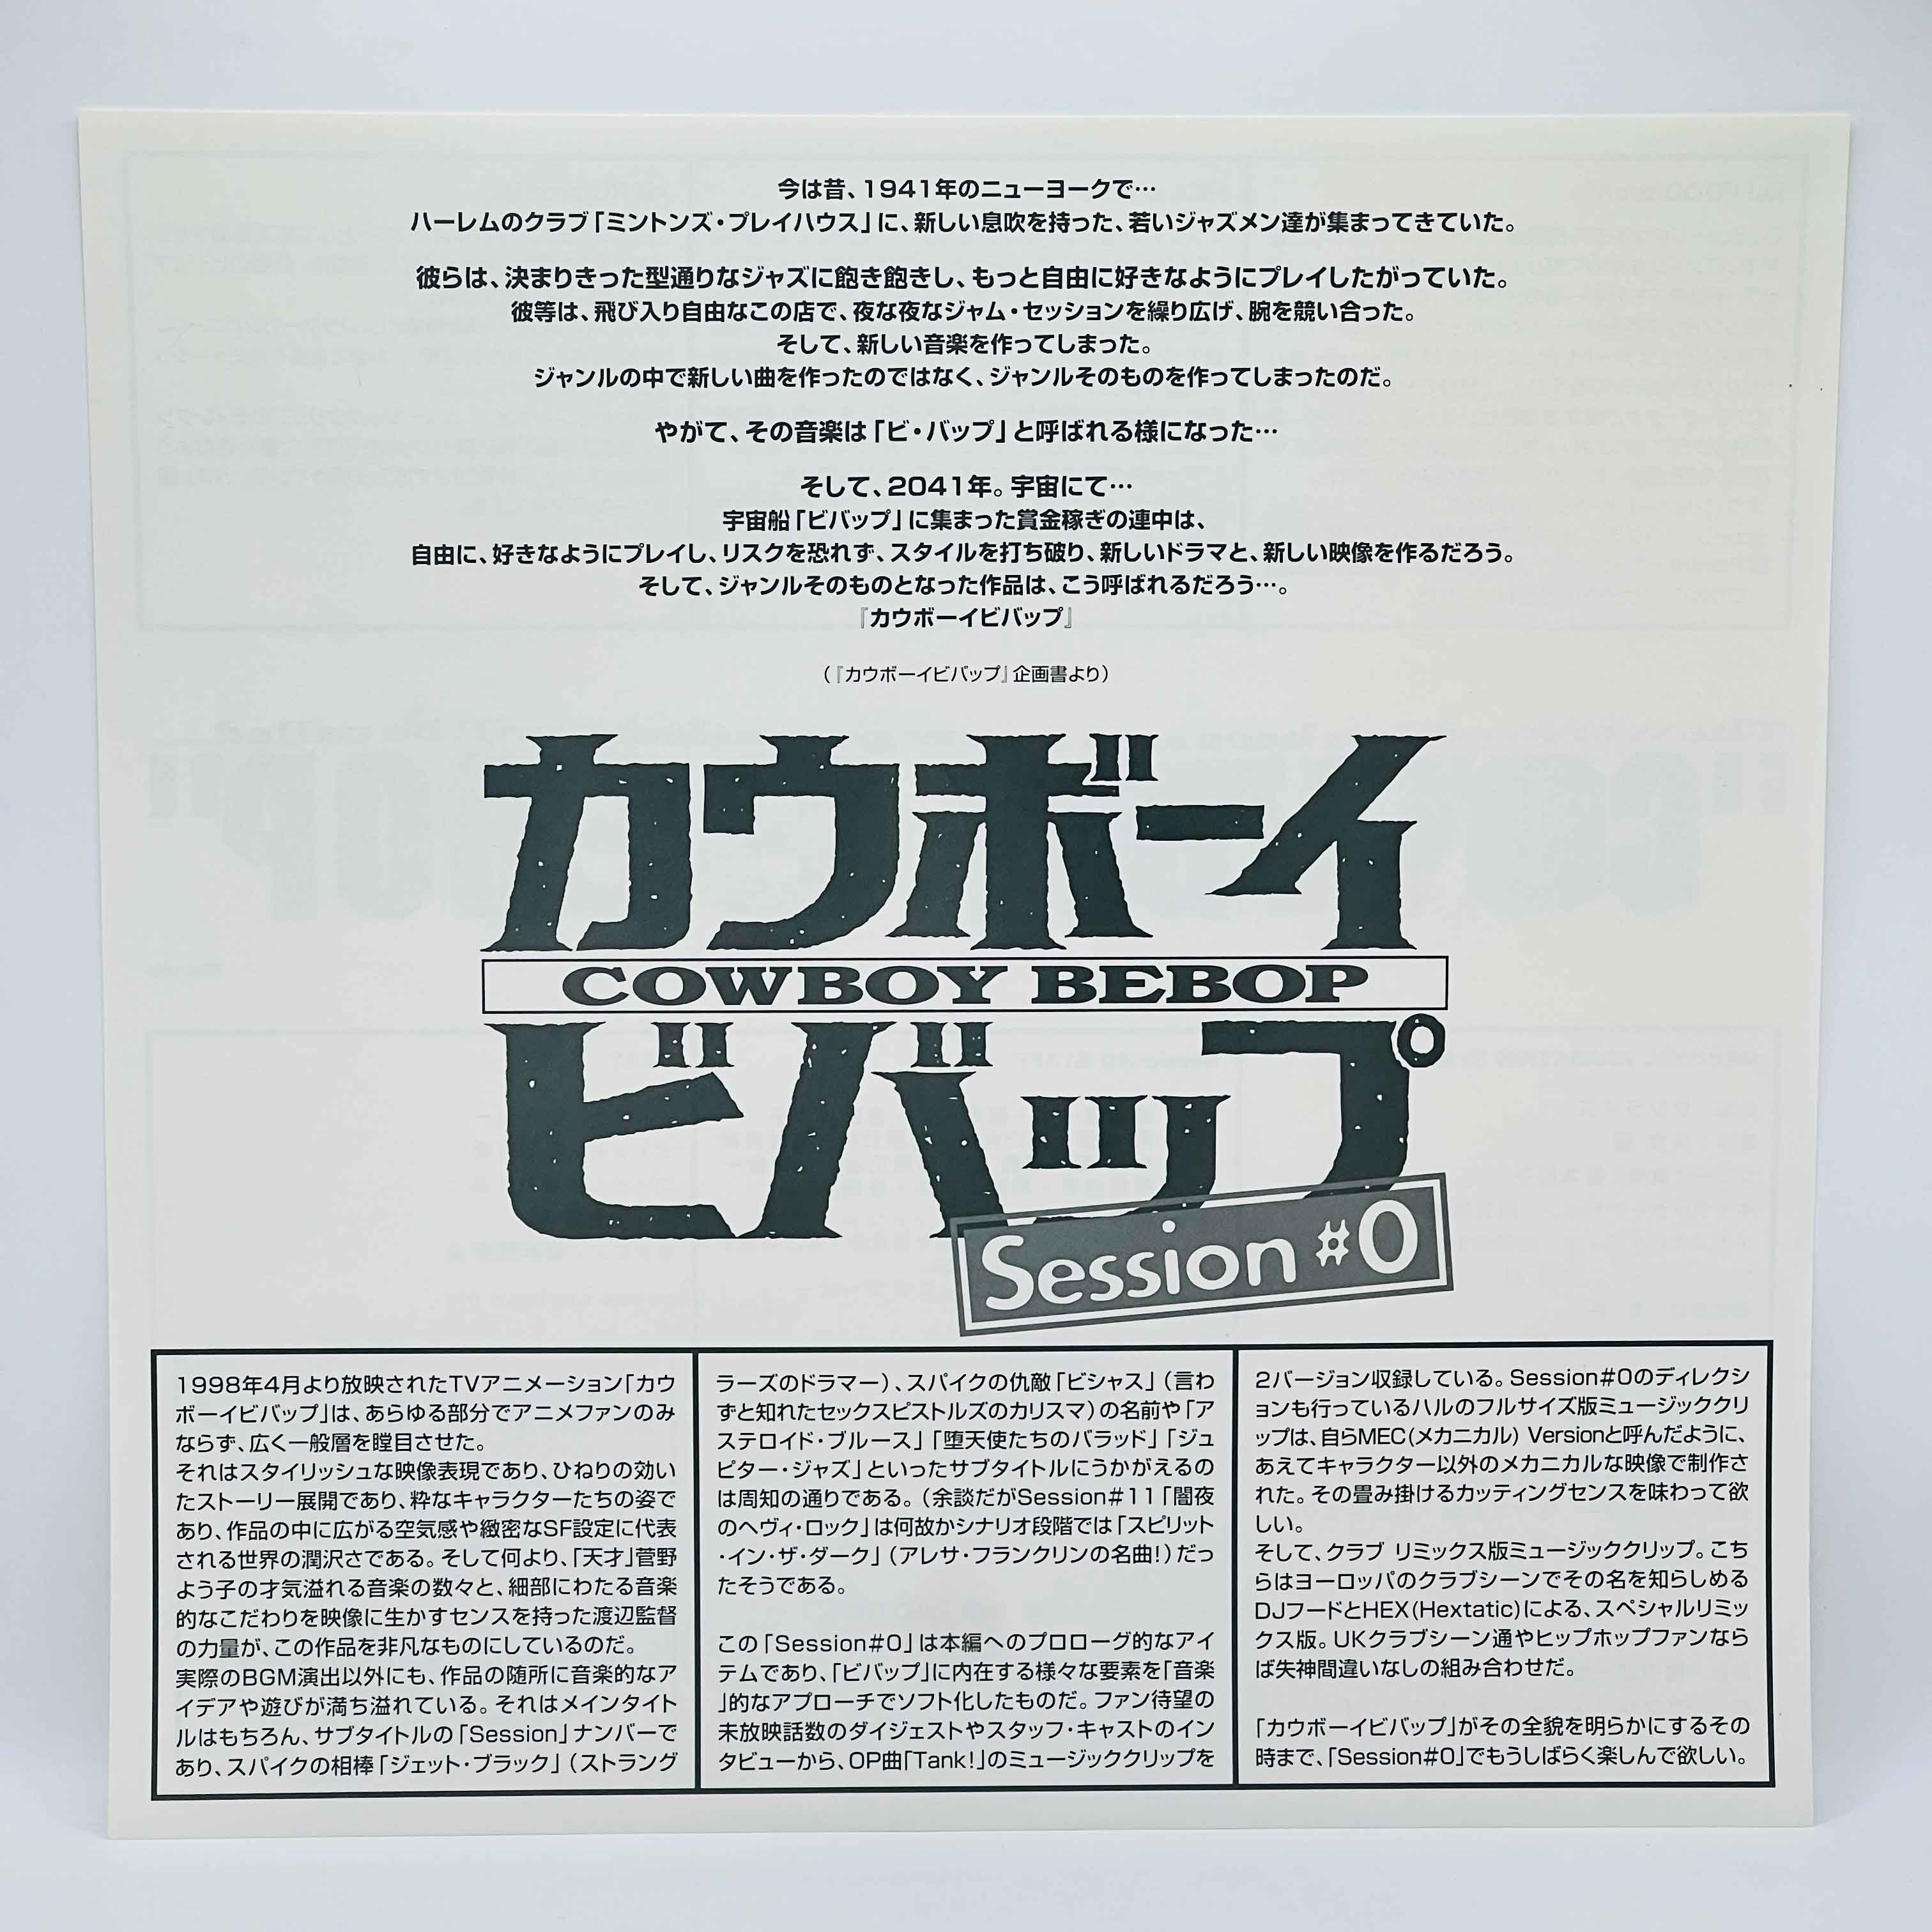 今は昔、1941年のニューヨークで…
ハーレムのクラブ「ミントンズ・プレイハウス」に、新しい息吹を持った、若いジャズメン達が集まってきていた。
彼らは、決まりきった型通りなジャズに飽き飽きし、もっと自由に好きなようにプレイしたがっていた。
彼等は、飛び入り自由なこの店で、夜な夜なジャム・セッションを繰り広げ、腕を競い合った。
そして、新しい音楽を作ってしまった。
ジャンルの中で新しい曲を作ったのではなく、ジャンルそのものを作ってしまったのだ。
やがて、その音楽は「ビ・バップ」と呼ばれる様になった…
そして、2041年。宇宙にて…
宇宙船「ビバップ」に集まった賞金稼ぎの連中は、
自由に、好きなようにプレイし、リスクを恐れず、スタイルを打ち破り、新しいドラマと、新しい映像を作るだろう。
そして、ジャンルそのものとなった作品は、こう呼ばれるだろう…。
『カウボーイビバップ』
(『カウボーイビバップ』企画書より)
カウボーイ
COWBOY BEBOP
ビバップ
Session #0
1998年4月より放映されたTVアニメーション「カウ
ボーイビバップ」は、あらゆる部分でアニメファンのみ
ならず、広く一般層を瞠目させた。
それはスタイリッシュな映像表現であり、ひねりの効い
たストーリー展開であり、粋なキャラクターたちの姿で
あり、作品の中に広がる空気感や緻密なSF設定に代表
される世界の潤沢さである。そして何より、「天才」菅野
よう子の才気溢れる音楽の数々と、細部にわたる音楽
的なこだわりを映像に生かすセンスを持った渡辺監督
の力量が、この作品を非凡なものにしているのだ。
実際のBGM演出以外にも、作品の随所に音楽的なア
イデアや遊びが満ち溢れている。それはメインタイト
ルはもちろん、サブタイトルの「Session」ナンバーで
あり、スパイクの相棒「ジェット・ブラック」（ストラング
ラーズのドラマー）、スパイクの仇敵「ビシャス」（言わ
ずと知れたセックスピストルズのカリスマ）の名前や「ア
ステロイド・ブルース」「堕天使たちのバラッド」「ジュ
ピター・ジャズ」といったサブタイトルにうかがえるの
は周知の通りである。（余談だがSession#11「闇夜
のヘヴィ・ロック」は何故かシナリオ段階では「スピリット
・イン・ザ・ダーク」（アレサ・フランクリンの名曲！）だっ
たそうである。
この「Session#0」は本編へのプロローグ的なアイ
テムであり、「ビバップ」に内在する様々な要素を「音楽
」的なアプローチでソフト化したものだ。ファン待望の
未放映話数のダイジェストやスタッフ・キャストのイン
タビューから、OP曲「Tank!」のミュージッククリップを
2バージョン収録している。Session#0のディレクシ
ョンも行っているハルのフルサイズ版ミュージッククリ
ップは、自らMEC(メカニカル) Versionと呼んだように、
あえてキャラクター以外のメカニカルな映像で制作さ
れた。その畳み掛けるカッティングセンスを味わって欲
しい。
そして、クラブ リミックス版ミュージッククリップ。こち
らはヨーロッパのクラブシーンでその名を知らしめる
DJフードとHEX(Hextatic)による、スペシャルリミッ
クス版。UKクラブシーン通やヒップホップファンなら
ば失神間違いなしの組み合わせだ。
「カウボーイビバップ」がその全貌を明らかにするその
時まで、「Session#0」でもうしばらく楽しんで欲しい。